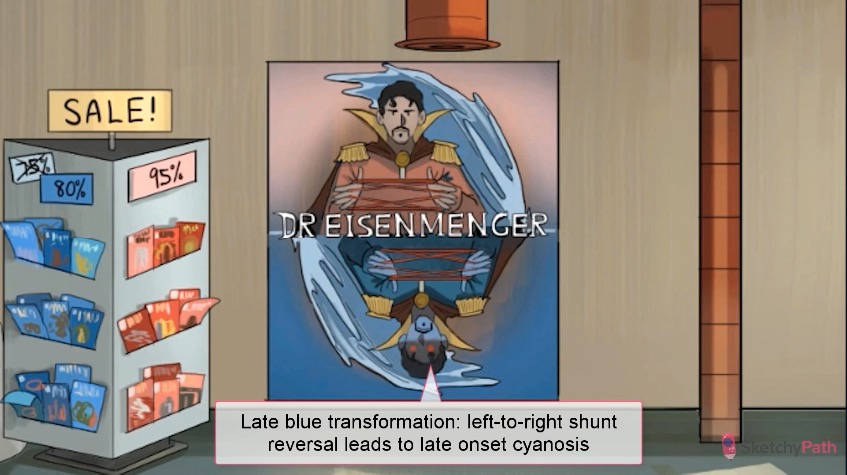 SALE!
75%
80%
95%
DR EISENMENGER
Late blue transformation: left-to-right shunt
reversal leads to late onset cyanosis
SketchyPath